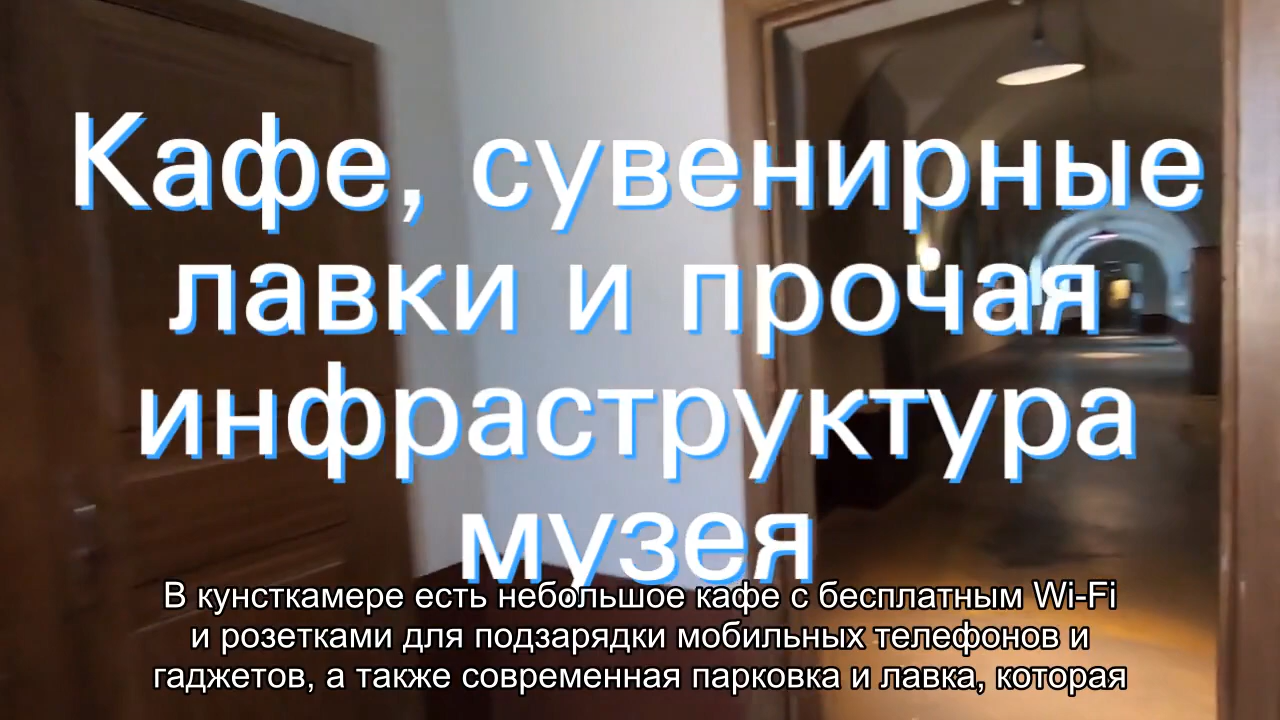 Кафе, сувенирные
лавки и прочая
инфраструктура
музея
В кунсткамере есть небольшое кафе с бесплатным Wi-Fi
и розетками для подзарядки мобильных телефонов и
гаджетов, а также современная парковка и лавка, которая